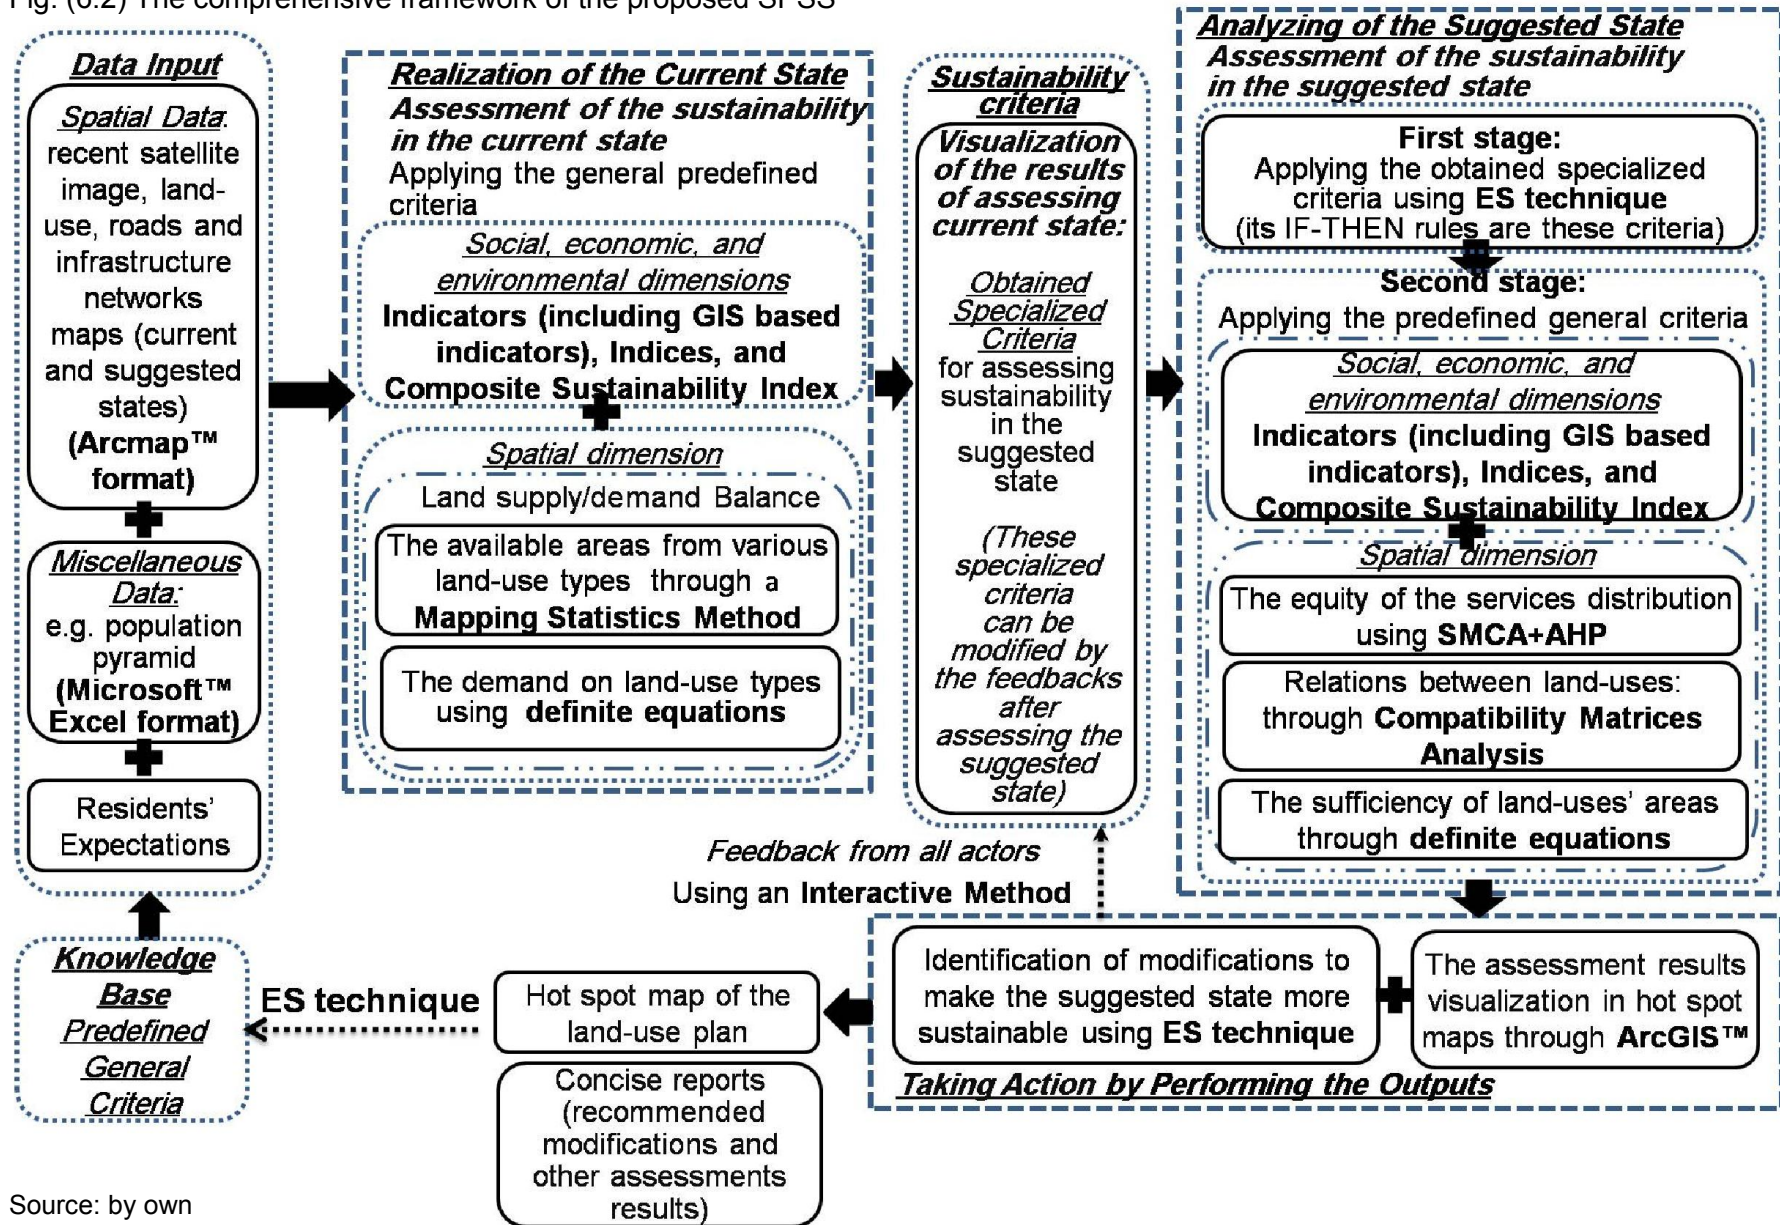 Fig. (6.2) The comprehensive framework of the proposed SPSS
Data Input
Spatial Data:
recent satellite
image, land-
use, roads and
infrastructure
networks
maps (current
and suggested
states)
(Arcmap™
format)
Miscellaneous
Data:
e.g. population
pyramid
(Microsoft™
Excel format)
Residents'
Expectations
Knowledge
Base
Predefined
General
Criteria
Realization of the Current State
Assessment of the sustainability
in the current state
Applying the general predefined
criteria
Social, economic, and
environmental dimensions
Indicators (including GIS based
indicators), Indices, and
Composite Sustainability Index
Spatial dimension
Land supply/demand Balance
The available areas from various
land-use types through a
Mapping Statistics Method
The demand on land-use types
using definite equations
Sustainability
criteria
Visualization
of the results
of assessing
current state:
Obtained
Specialized
Criteria
for assessing
sustainability
in the
suggested
state
(These
specialized
criteria
can be
modified by
the feedbacks
after
assessing the
suggested
state)
Analyzing of the Suggested State
Assessment of the sustainability
in the suggested state
First stage:
Applying the obtained specialized
criteria using ES technique
(its IF-THEN rules are these criteria)
Second stage:
Applying the predefined general criteria
Social, economic, and
environmental dimensions
Indicators (including GIS based
indicators), Indices, and
Composite Sustainability Index
Spatial dimension
The equity of the services distribution
using SMCA+AHP
Relations between land-uses:
through Compatibility Matrices
Analysis
The sufficiency of land-uses' areas
through definite equations
Feedback from all actors
Using an Interactive Method
Identification of modifications to
make the suggested state more
sustainable using ES technique
The assessment results
visualization in hot spot
maps through ArcGIS™
Taking Action by Performing the Outputs
Hot spot map of the
land-use plan
Concise reports
(recommended
modifications and
other assessments
results)
ES technique
Source: by own